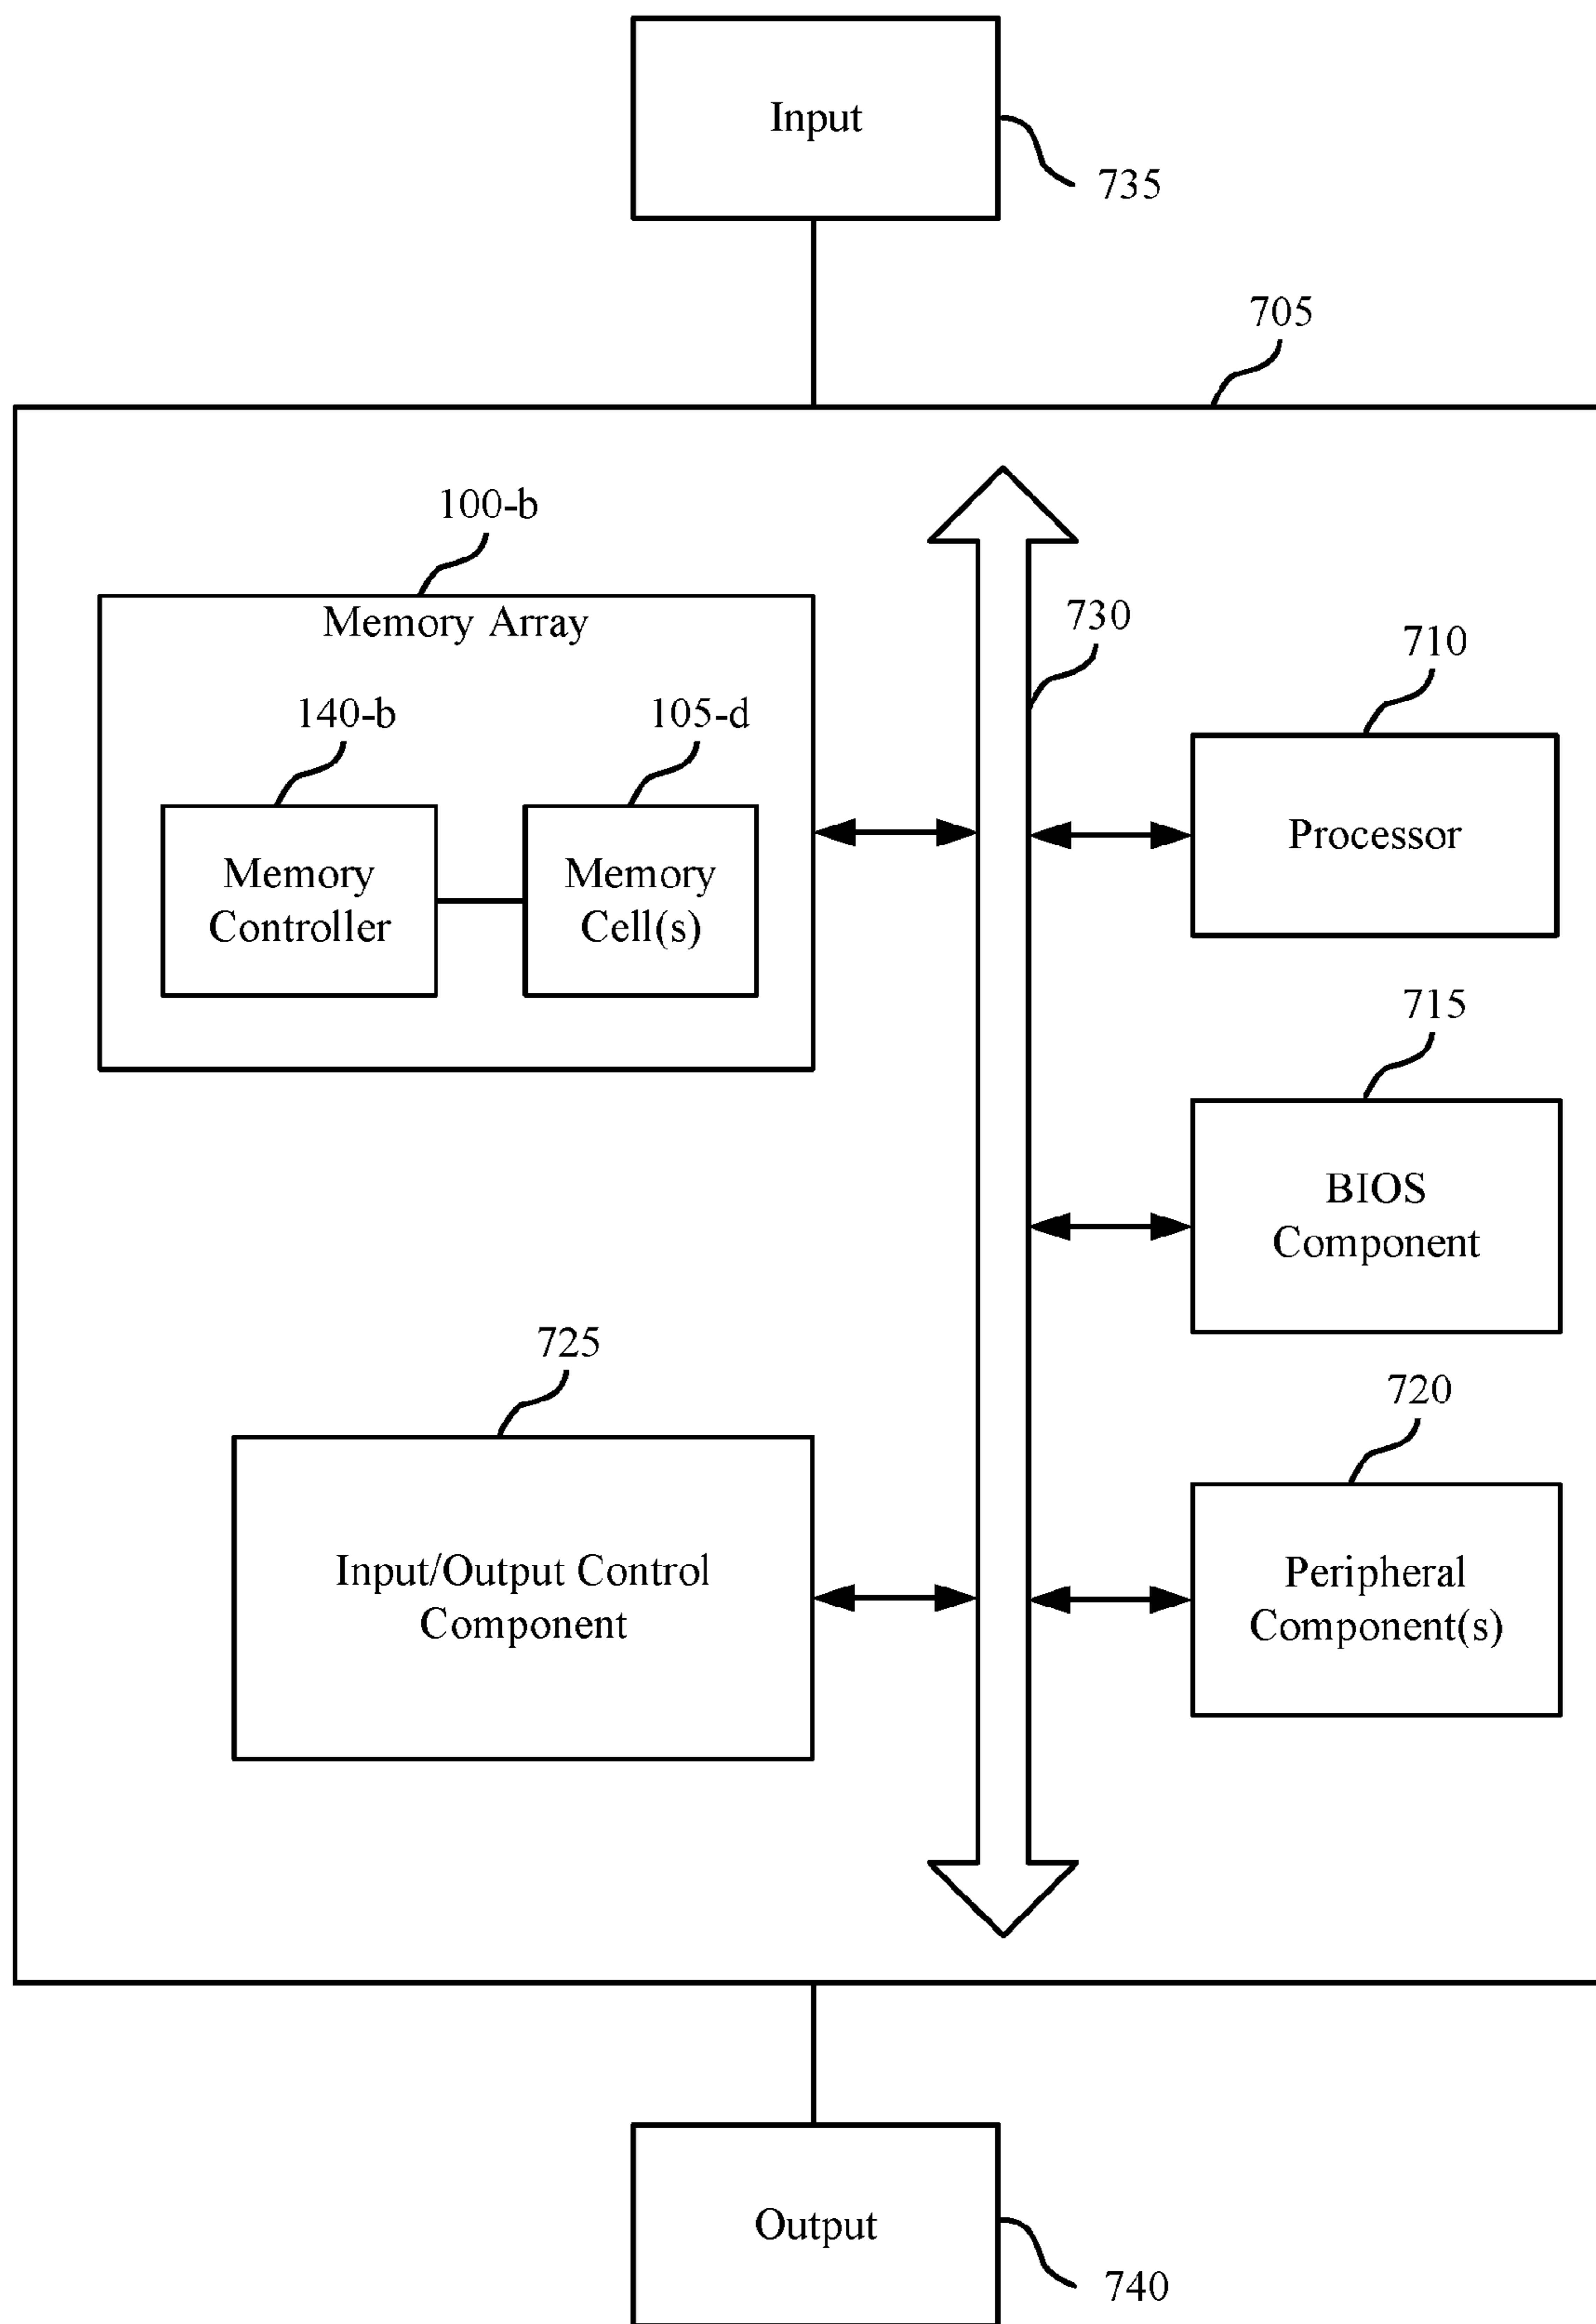 Input
735
705
100-b
Memory Array
730
710
140-b
105-d
Memory
Controller
Memory
Cell(s)
Processor
715
BIOS
Component
725
720
Input/Output Control
Component
Peripheral
Component(s)
Output
740